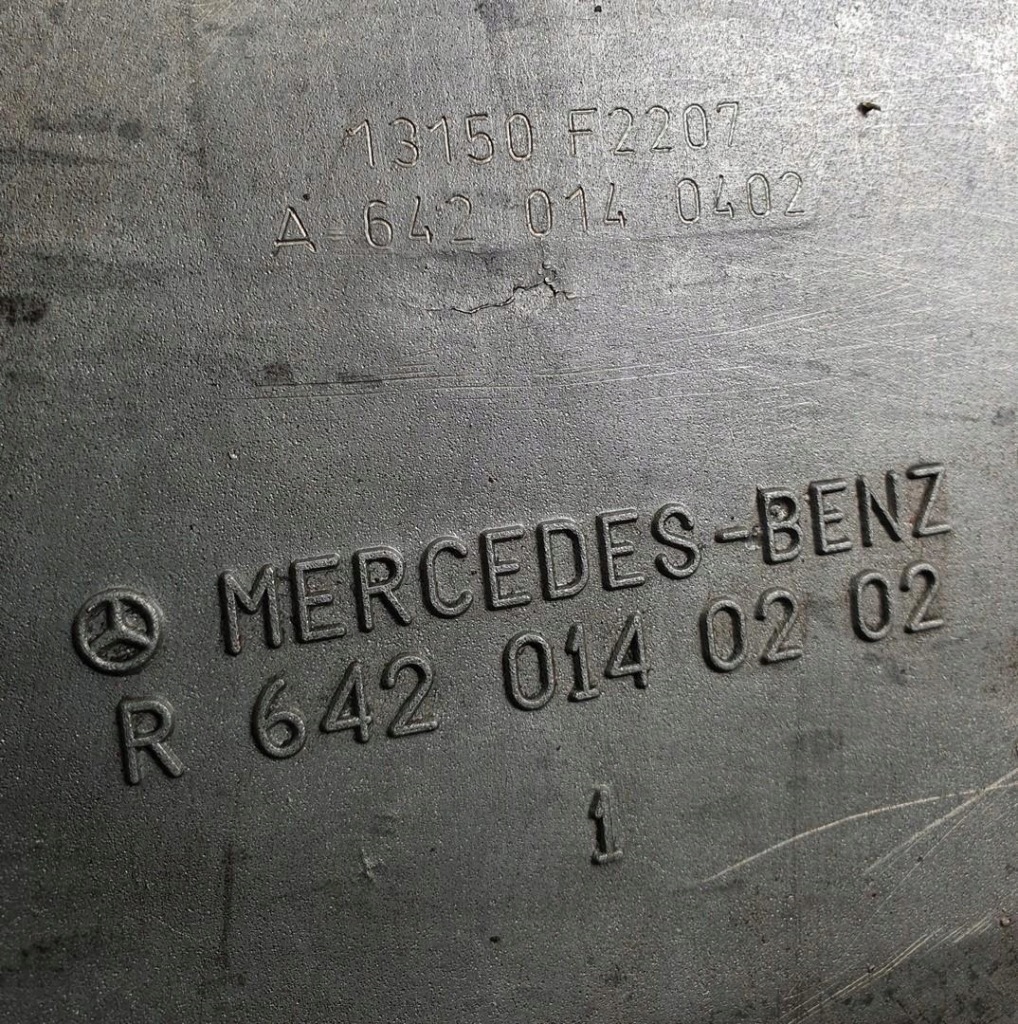 13150 F2207
A 642 014 0402
MERCEDES-BENZ
R 642 014 02 02
1